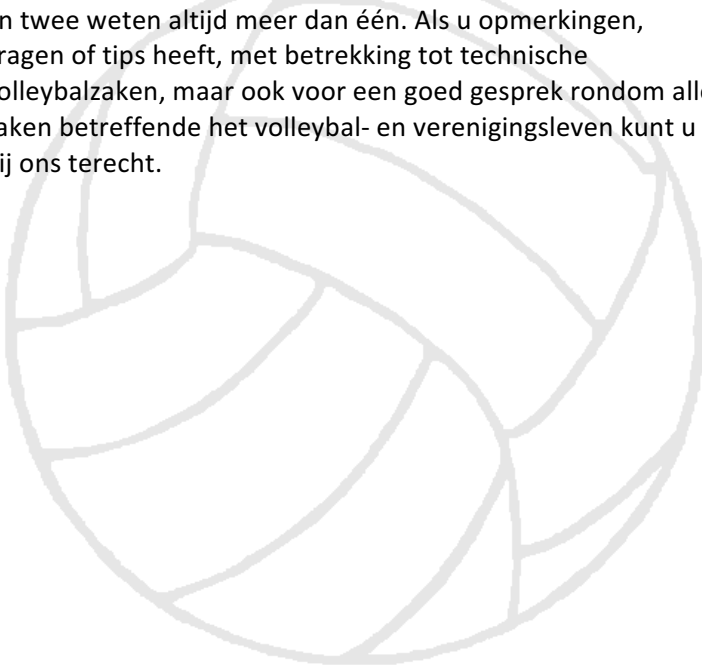 n twee weten altijd meer dan één. Als u opmerkingen,
ragen of tips heeft, met betrekking tot technische
olleybalzaken, maar ook voor een goed gesprek rondom all
aken betreffende het volleybal- en verenigingsleven kunt u
ij ons terecht.